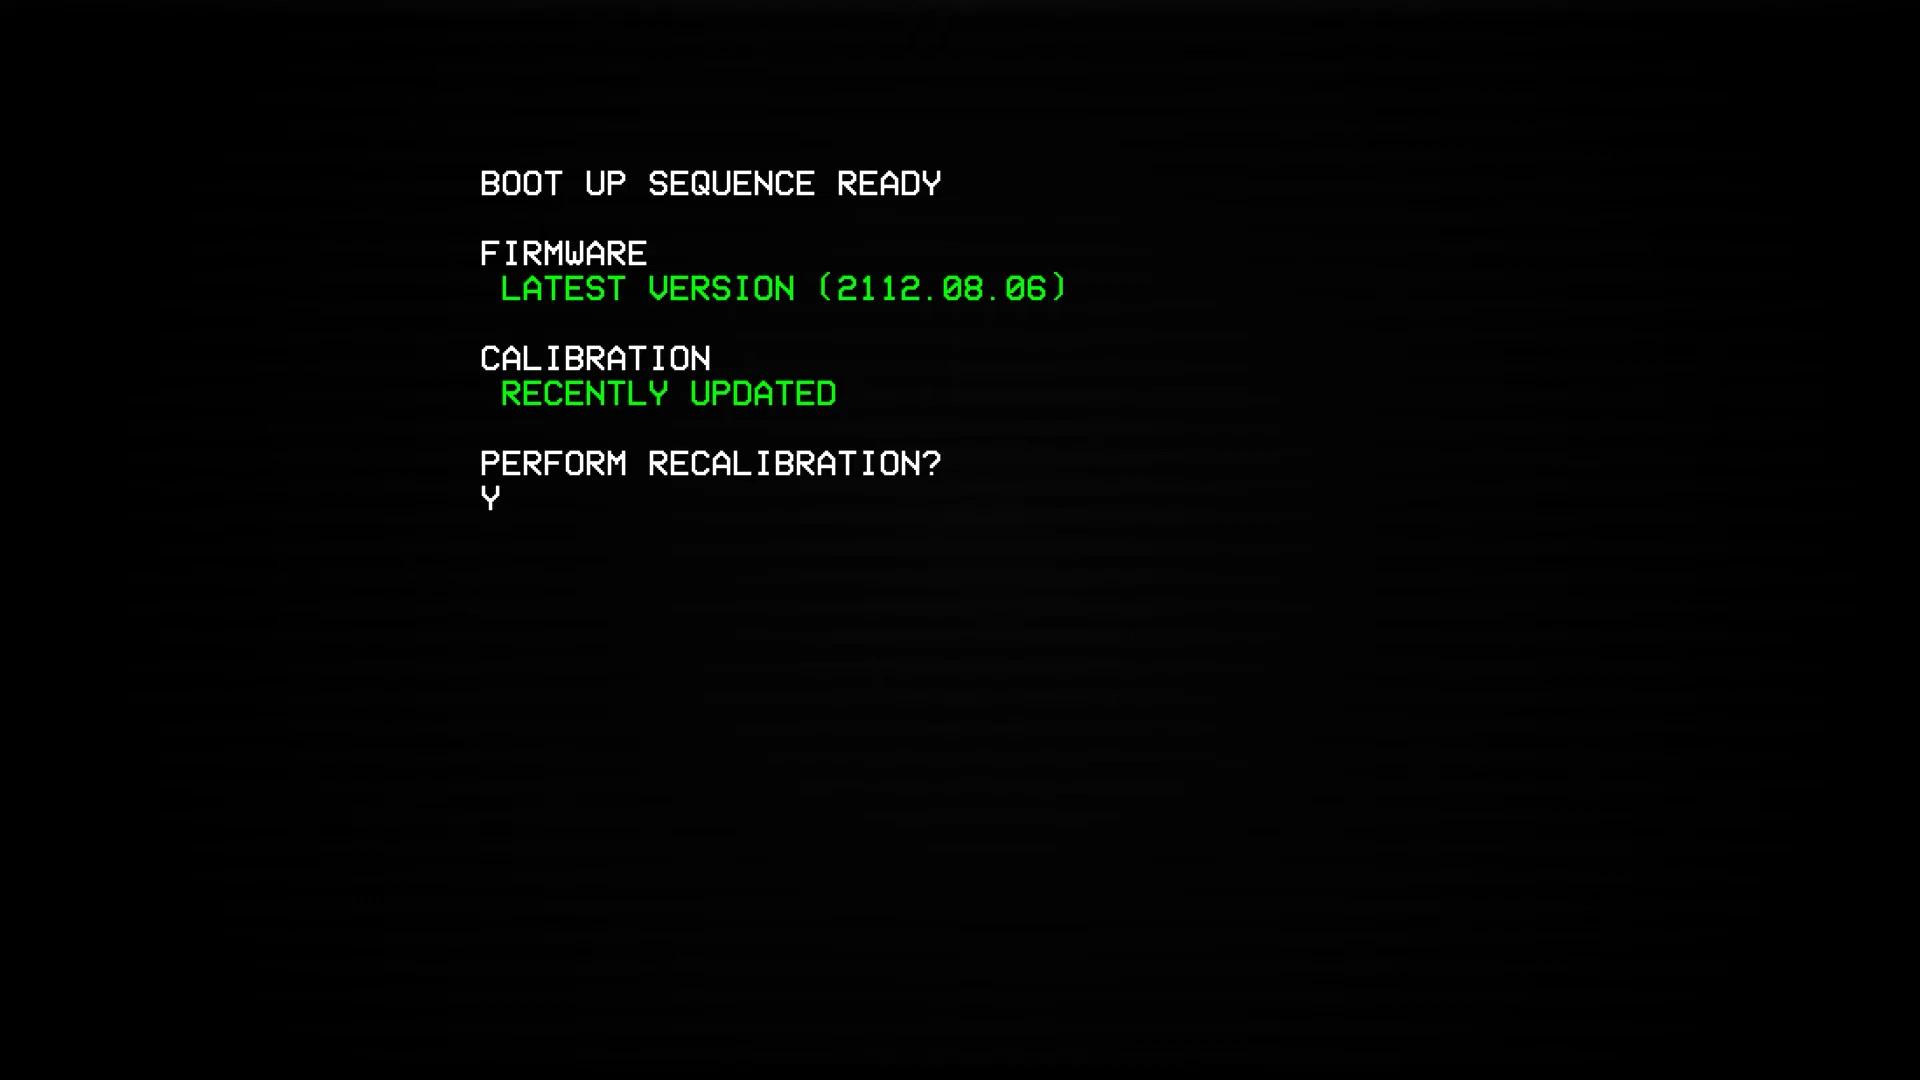 BOOT UP SEQUENCE READY
FIRMWARE
LATEST VERSION (2112.08.06)
CALIBRATION
RECENTLY UPDATED
PERFORM RECALIBRATION?
Y